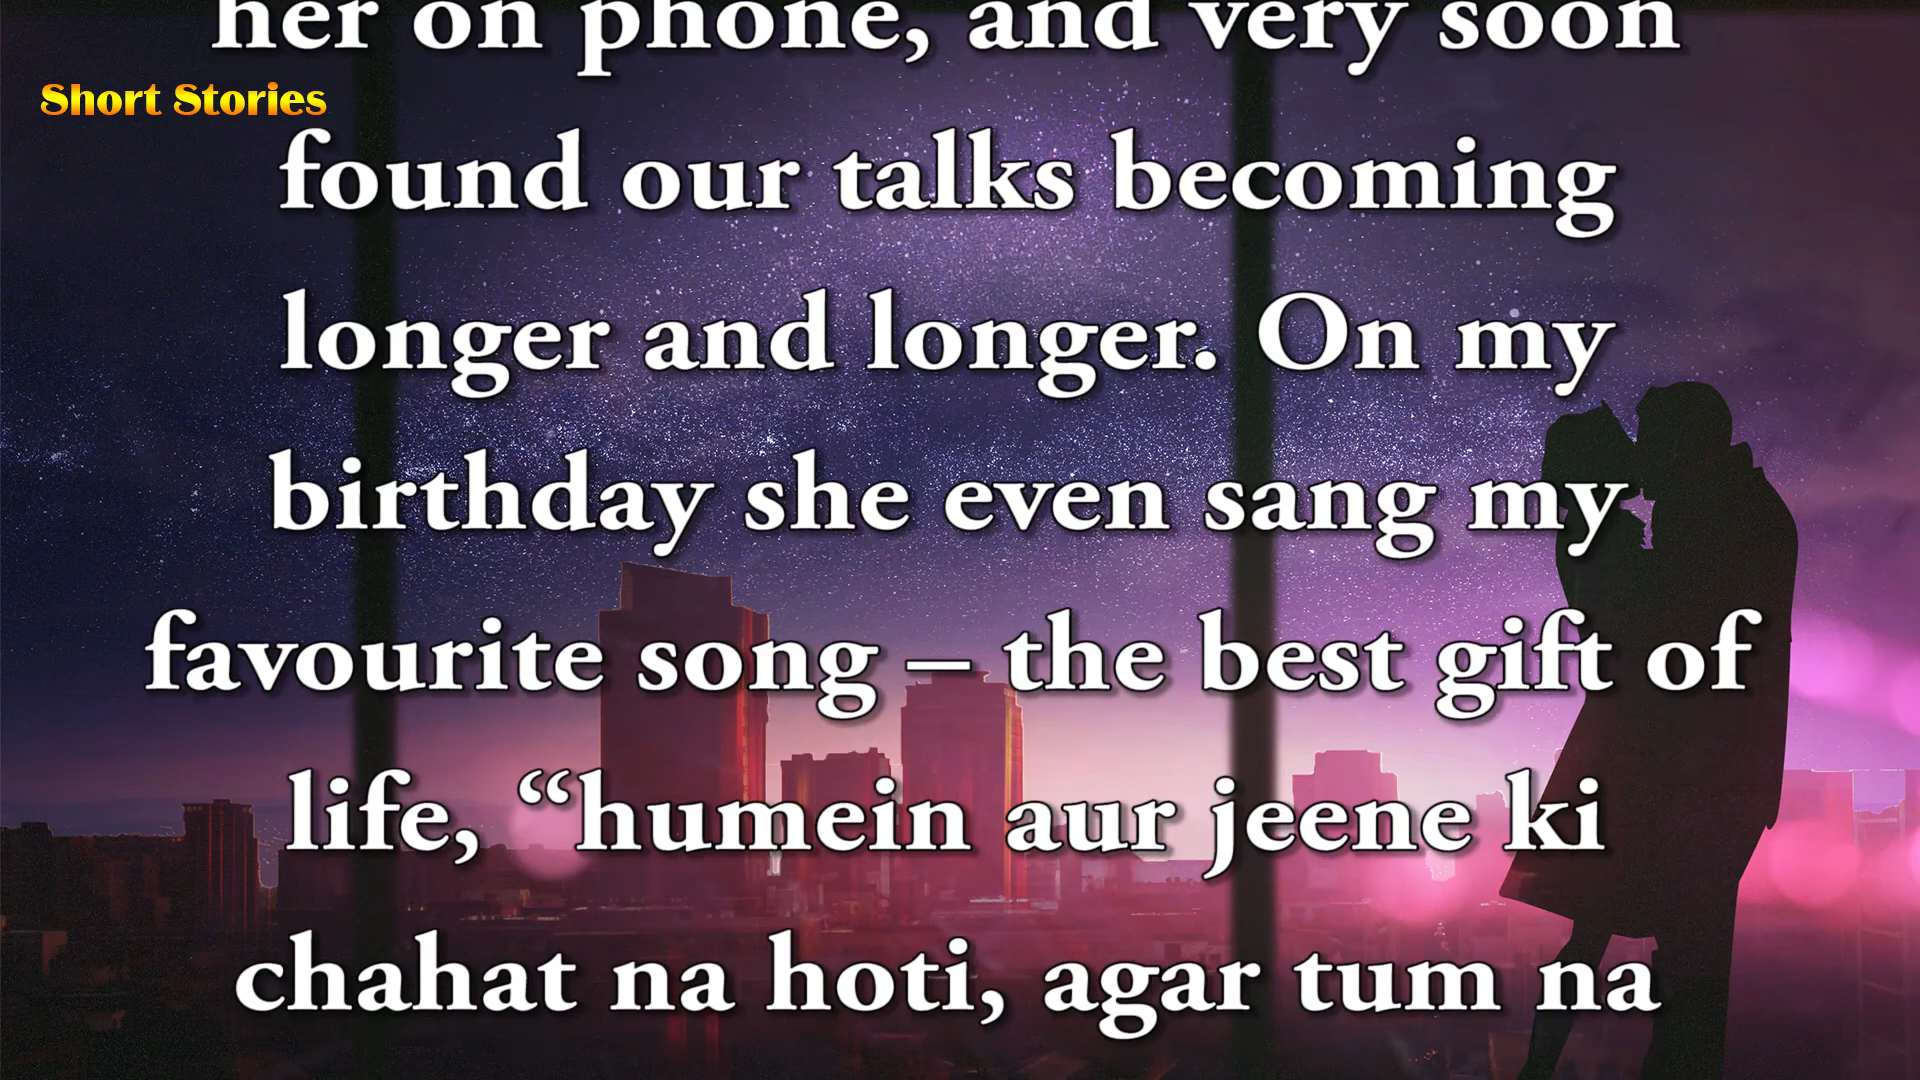 her on phone, and very soon
Short Stories
found our talks becoming
longer and longer. On my
birthday she even sang my
favourite song – the best gift of
life, “humein aur jeene ki
chahat na hoti, agar tum na